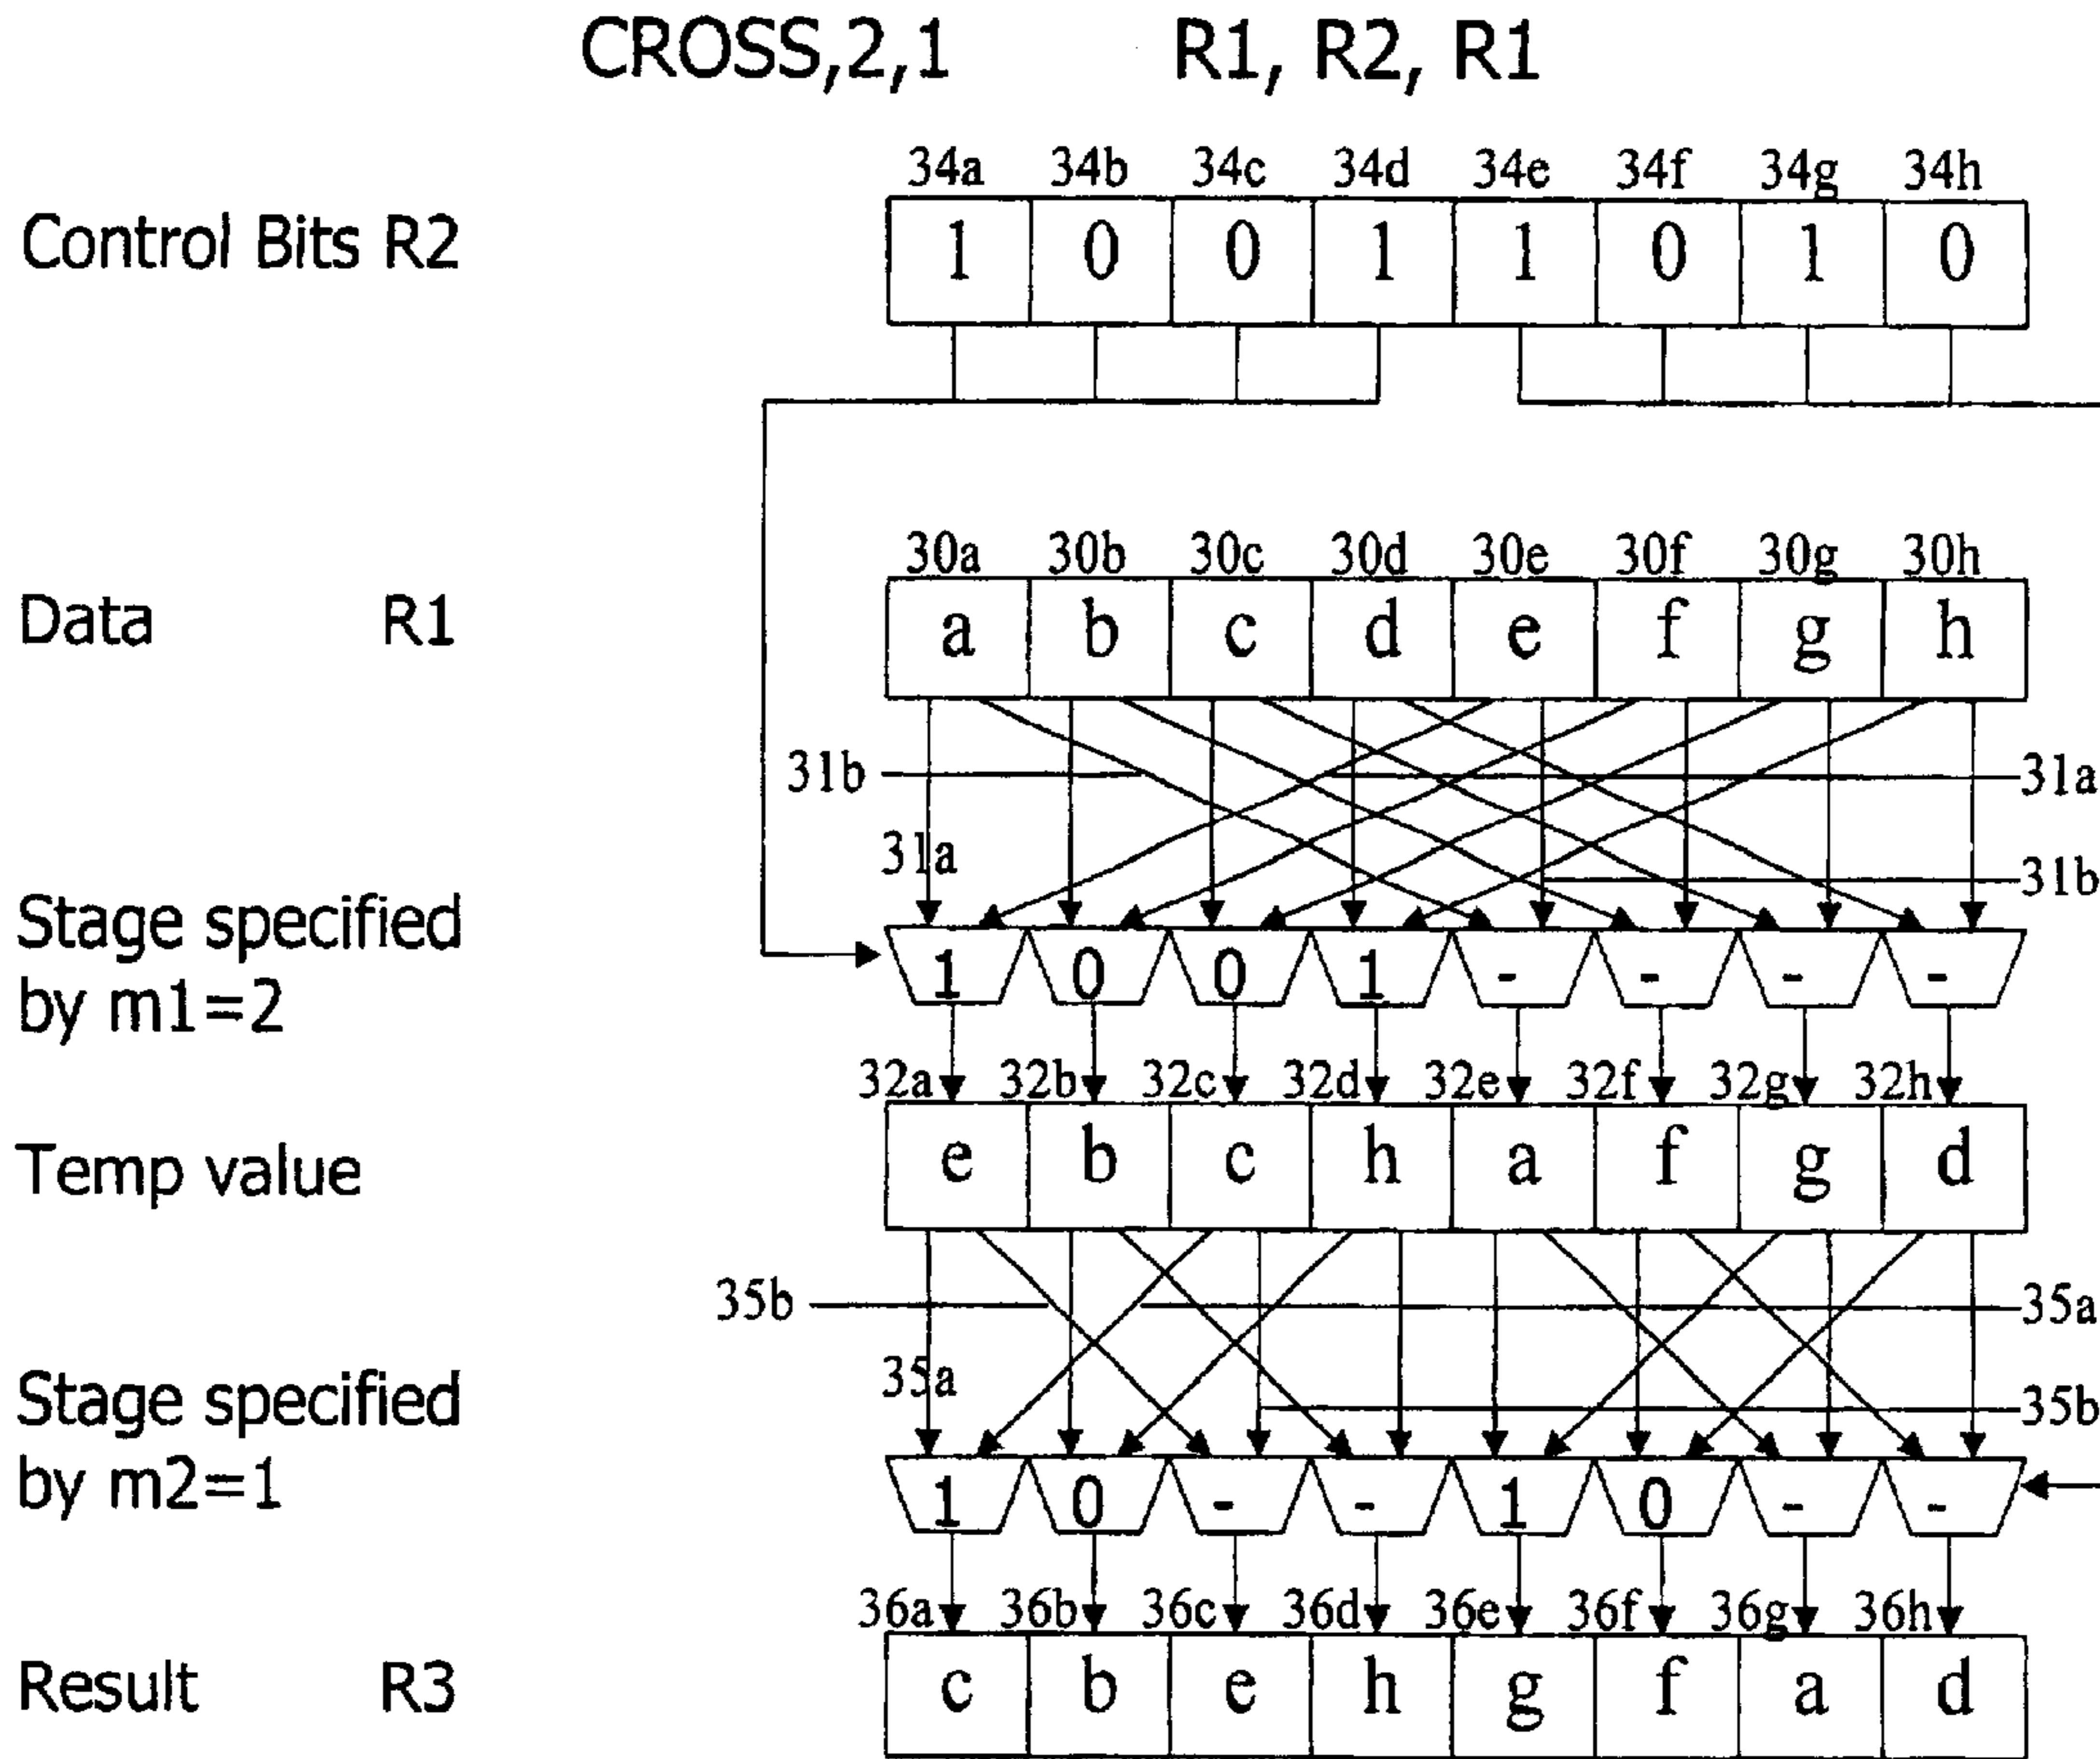 CROSS,2,1 R1, R2, R1
34a 34b 34c 34d 34e 34f 34g 34h
Control Bits R2 1 0 0 1 1 0 1 0
30a 30b 30c 30d 30e 30f 30g 30h
Data R1 a b c d e f g h
31b 31a
31a 31b
Stage specified
by m1=2
1 0 0 1 - - - -
32a 32b 32c 32d 32e 32f 32g 32h
Temp value e b c h a f g d
35b 35a
35a 35b
Stage specified
by m2=1
1 0 - - 1 0 - -
36a 36b 36c 36d 36e 36f 36g 36h
Result R3 c b e h g f a d